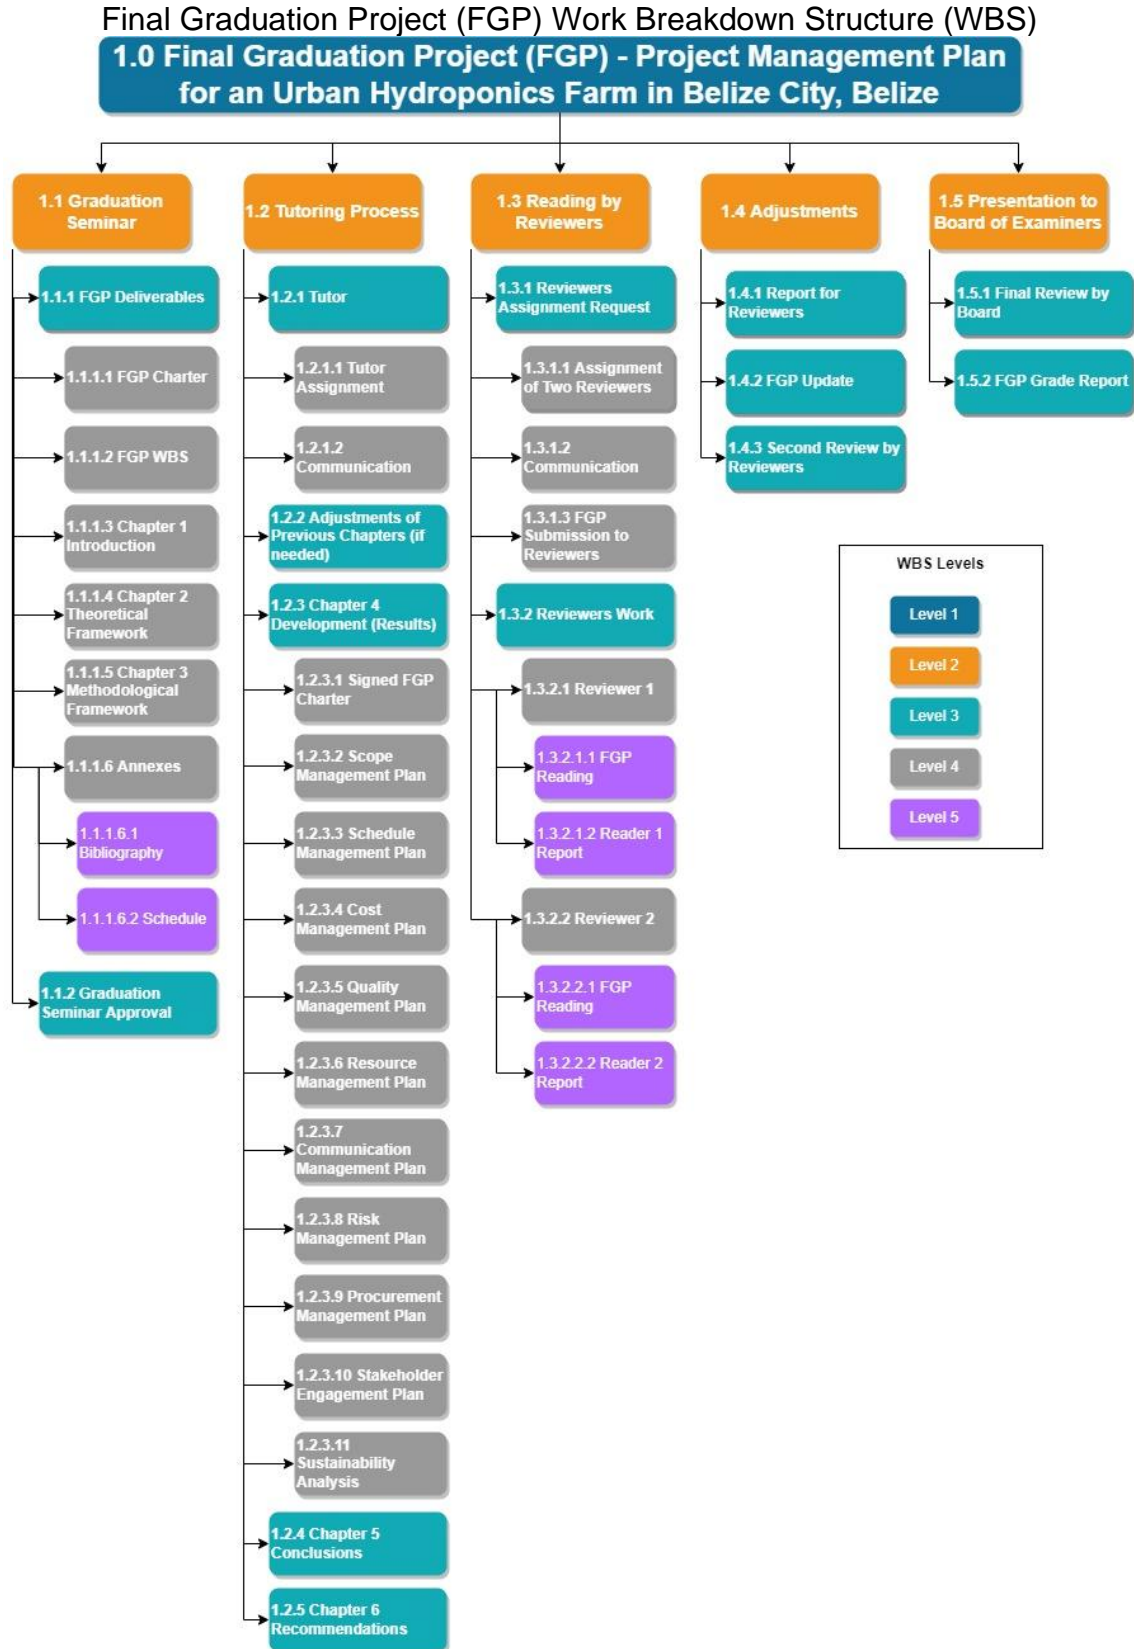 Final Graduation Project (FGP) Work Breakdown Structure (WBS)
1.0 Final Graduation Project (FGP) - Project Management Plan
for an Urban Hydroponics Farm in Belize City, Belize
1.1 Graduation
Seminar
1.1.1 FGP Deliverables
1.1.1.1 FGP Charter
1.1.1.2 FGP WBS
1.1.1.3 Chapter 1
Introduction
1.1.1.4 Chapter 2
Theoretical
Framework
1.1.1.5 Chapter 3
Methodological
Framework
1.1.1.6 Annexes
1.1.1.6.1
Bibliography
1.1.1.6.2 Schedule
1.1.2 Graduation
Seminar Approval
1.2 Tutoring Process
1.2.1 Tutor
1.2.1.1 Tutor
Assignment
1.2.1.2
Communication
1.2.2 Adjustments of
Previous Chapters (if
needed)
1.2.3 Chapter 4
Development (Results)
1.2.3.1 Signed FGP
Charter
1.2.3.2 Scope
Management Plan
1.2.3.3 Schedule
Management Plan
1.2.3.4 Cost
Management Plan
1.2.3.5 Quality
Management Plan
1.2.3.6 Resource
Management Plan
1.2.3.7
Communication
Management Plan
1.2.3.8 Risk
Management Plan
1.2.3.9 Procurement
Management Plan
1.2.3.10 Stakeholder
Engagement Plan
1.2.3.11
Sustainability
Analysis
1.2.4 Chapter 5
Conclusions
1.2.5 Chapter 6
Recommendations
1.3 Reading by
Reviewers
1.3.1 Reviewers
Assignment Request
1.3.1.1 Assignment
of Two Reviewers
1.3.1.2
Communication
1.3.1.3 FGP
Submission to
Reviewers
1.3.2 Reviewers Work
1.3.2.1 Reviewer 1
1.3.2.1.1 FGP
Reading
1.3.2.1.2 Reader 1
Report
1.3.2.2 Reviewer 2
1.3.2.2.1 FGP
Reading
1.3.2.2.2 Reader 2
Report
1.4 Adjustments
1.4.1 Report for
Reviewers
1.4.2 FGP Update
1.4.3 Second Review by
Reviewers
1.5 Presentation to
Board of Examiners
1.5.1 Final Review by
Board
1.5.2 FGP Grade Report
WBS Levels
Level 1
Level 2
Level 3
Level 4
Level 5